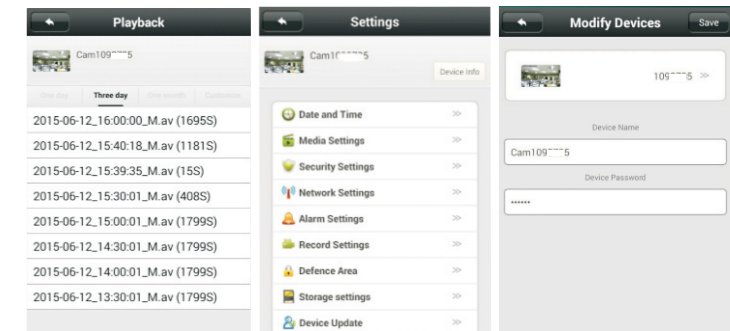 Playback
Cam109 5
One day Three day One month Customize
2015-06-12_16:00:00_M.av (1695S)
2015-06-12_15:40:18_M.av (1181S)
2015-06-12_15:39:35_M.av (15S)
2015-06-12_15:30:01_M.av (408S)
2015-06-12_15:00:01_M.av (1799S)
2015-06-12_14:30:01_M.av (1799S)
2015-06-12_14:00:01_M.av (1799S)
2015-06-12_13:30:01_M.av (1799S)
Settings
5
Device Info
Date and Time
Media Settings
Security Settings
Network Settings
Alarm Settings
Record Settings
Defence Area
Storage settings
Device Update
Modify Devices Save
109 5
Device Name
Cam109 5
Device Password
••••••